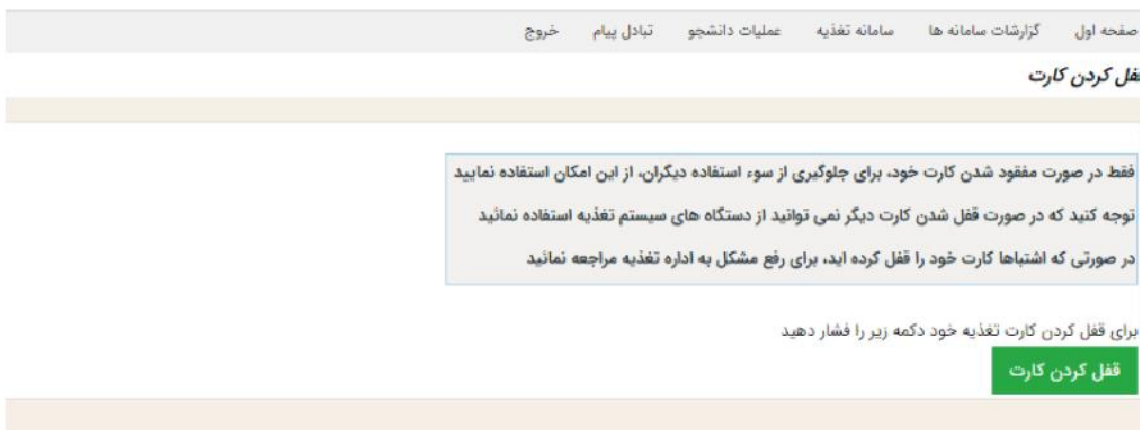 صفحه اول گزارشات سامانه ها سامانه تغذیه عملیات دانشجو تبادل پیام خروج
قفل کردن کارت
فقط در صورت مفقود شدن کارت خود، برای جلوگیری از سوء استفاده دیگران، از این امکان استفاده نمایید
توجه کنید که در صورت قفل شدن کارت دیگر نمی توانید از دستگاه های سیستم تغذیه استفاده نمائید
در صورتی که اشتباها کارت خود را قفل کرده اید، برای رفع مشکل به اداره تغذیه مراجعه نمائید
برای قفل کردن کارت تغذیه خود دکمه زیر را فشار دهید
قفل کردن کارت